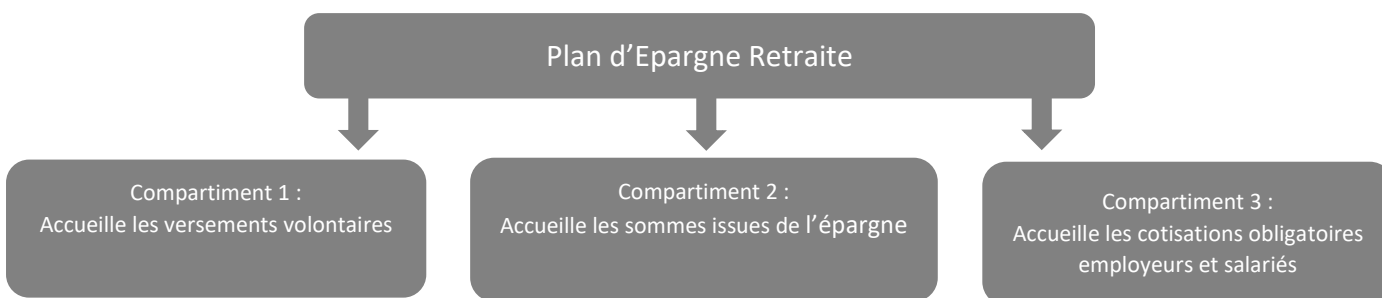 Plan d’Epargne Retraite
Compartiment 1 :
Accueille les versements volontaires
Compartiment 2 :
Accueille les sommes issues de l’épargne
Compartiment 3 :
Accueille les cotisations obligatoires
employeurs et salariés